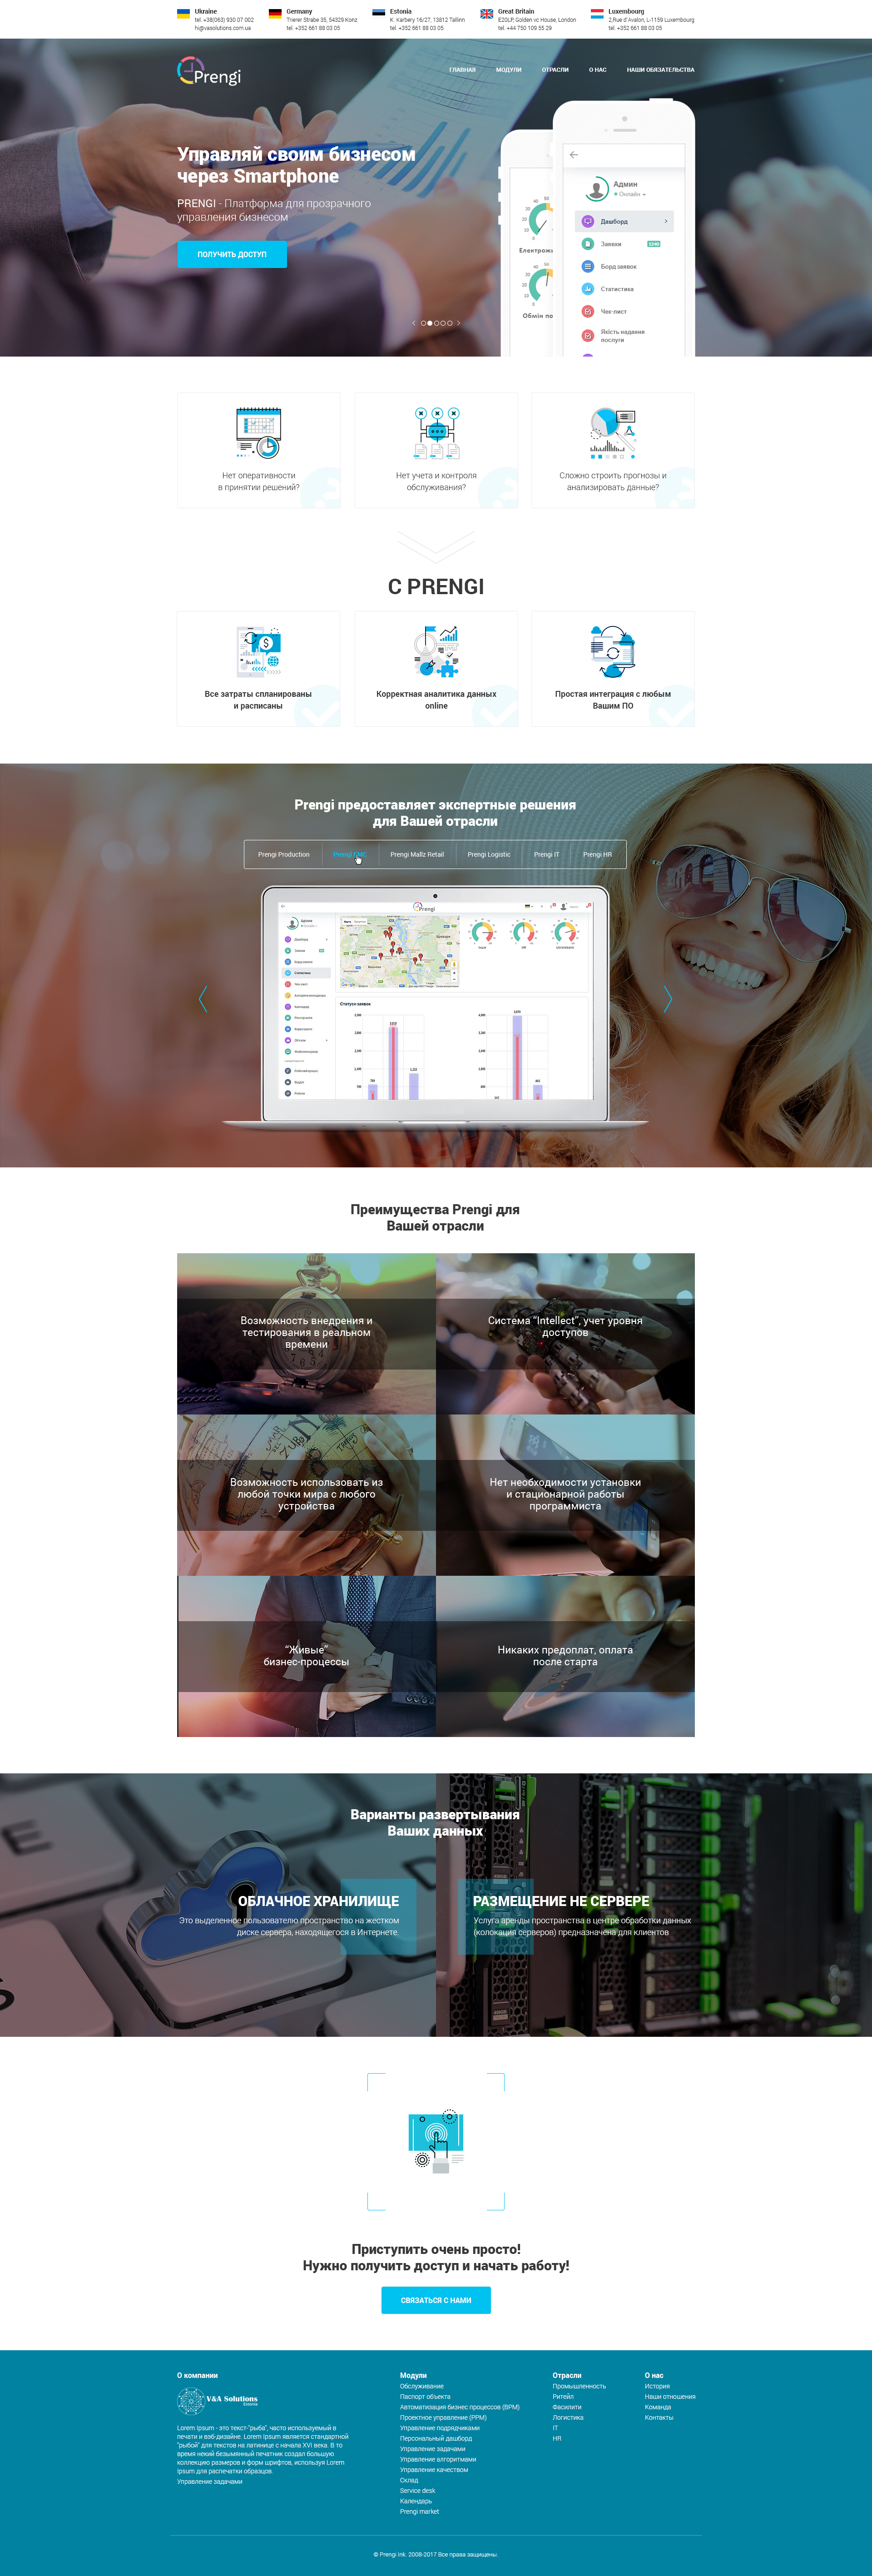 Ukraine
tel. +38(063) 930 07 002
hi@vasolutions.com.ua
Germany
Trierer Straße 35, 54329 Konz
tel. +352 661 88 03 05
Estonia
K. Karbery 16/27, 13812 Tallinn
tel. +352 661 88 03 05
Great Britain
E20LP, Golden vc House, London
tel. +44 750 109 55 29
Luxembourg
2,Rue d'Avalon, L-1159 Luxembourg
tel. +352 661 88 03 05
Prengi
ГЛАВНАЯ МОДУЛИ ОТРАСЛИ О НАС НАШИ ОБЯЗАТЕЛЬСТВА
Управляй своим бизнесом
через Smartphone
PRENGI - Платформа для прозрачного
управления бизнесом
ПОЛУЧИТЬ ДОСТУП
Админ
Онлайн
Дашборд
Заявки
Борд заявок
Статистика
Чек-лист
Якість надання
послуги
Нет оперативности
в принятии решений?
Нет учета и контроля
обслуживания?
Сложно строить прогнозы и
анализировать данные?
С PRENGI
Все затраты спланированы
и расписаны
Корректная аналитика данных
online
Простая интеграция с любым
Вашим ПО
Prengi предоставляет экспертные решения
для Вашей отрасли
Prengi Production
Prengi Mallz Retail
Prengi Logistic
Prengi IT
Prengi HR
Prengi
Статусы заявок
Преимущества Prengi для
Вашей отрасли
Возможность внедрения и
тестирования в реальном
времени
Система "Intellect", учет уровня
доступов
Возможность использовать из
любой точки мира с любого
устройства
Нет необходимости установки
и стационарной работы
программиста
"Живые"
бизнес-процессы
Никаких предоплат, оплата
после старта
Варианты развертывания
Ваших данных
ОБЛАЧНОЕ ХРАНИЛИЩЕ
Это выделенное пользователю пространство на жестком
диске сервера, находящегося в Интернете.
РАЗМЕЩЕНИЕ НЕ СЕРВЕРЕ
Услуга аренды пространства в центре обработки данных
(колокация серверов) предназначена для клиентов
Приступить очень просто!
Нужно получить доступ и начать работу!
СВЯЗАТЬСЯ С НАМИ
О компании
V&A Solutions
Estonia
Lorem Ipsum - это текст-"рыба", часто используемый в
печати и вэб-дизайне. Lorem Ipsum является стандартной
"рыбой" для текстов на латинице с начала XVI века. В то
время некий безымянный печатник создал большую
коллекцию размеров и форм шрифтов, используя Lorem
Ipsum для распечатки образцов.
Управление задачами
Модули
Обслуживание
Паспорт объекта
Автоматизация бизнес процессов (BPM)
Проектное управление (PPM)
Управление подрядчиками
Персональный дашборд
Управление задачами
Управление алгоритмами
Управление качеством
Склад
Service desk
Календарь
Prengi market
Отрасли
Промышленность
Ритейл
Фасилити
Логистика
IT
HR
О нас
История
Наши отношения
Команда
Контакты
© Prengi Ink. 2008-2017 Все права защищены.